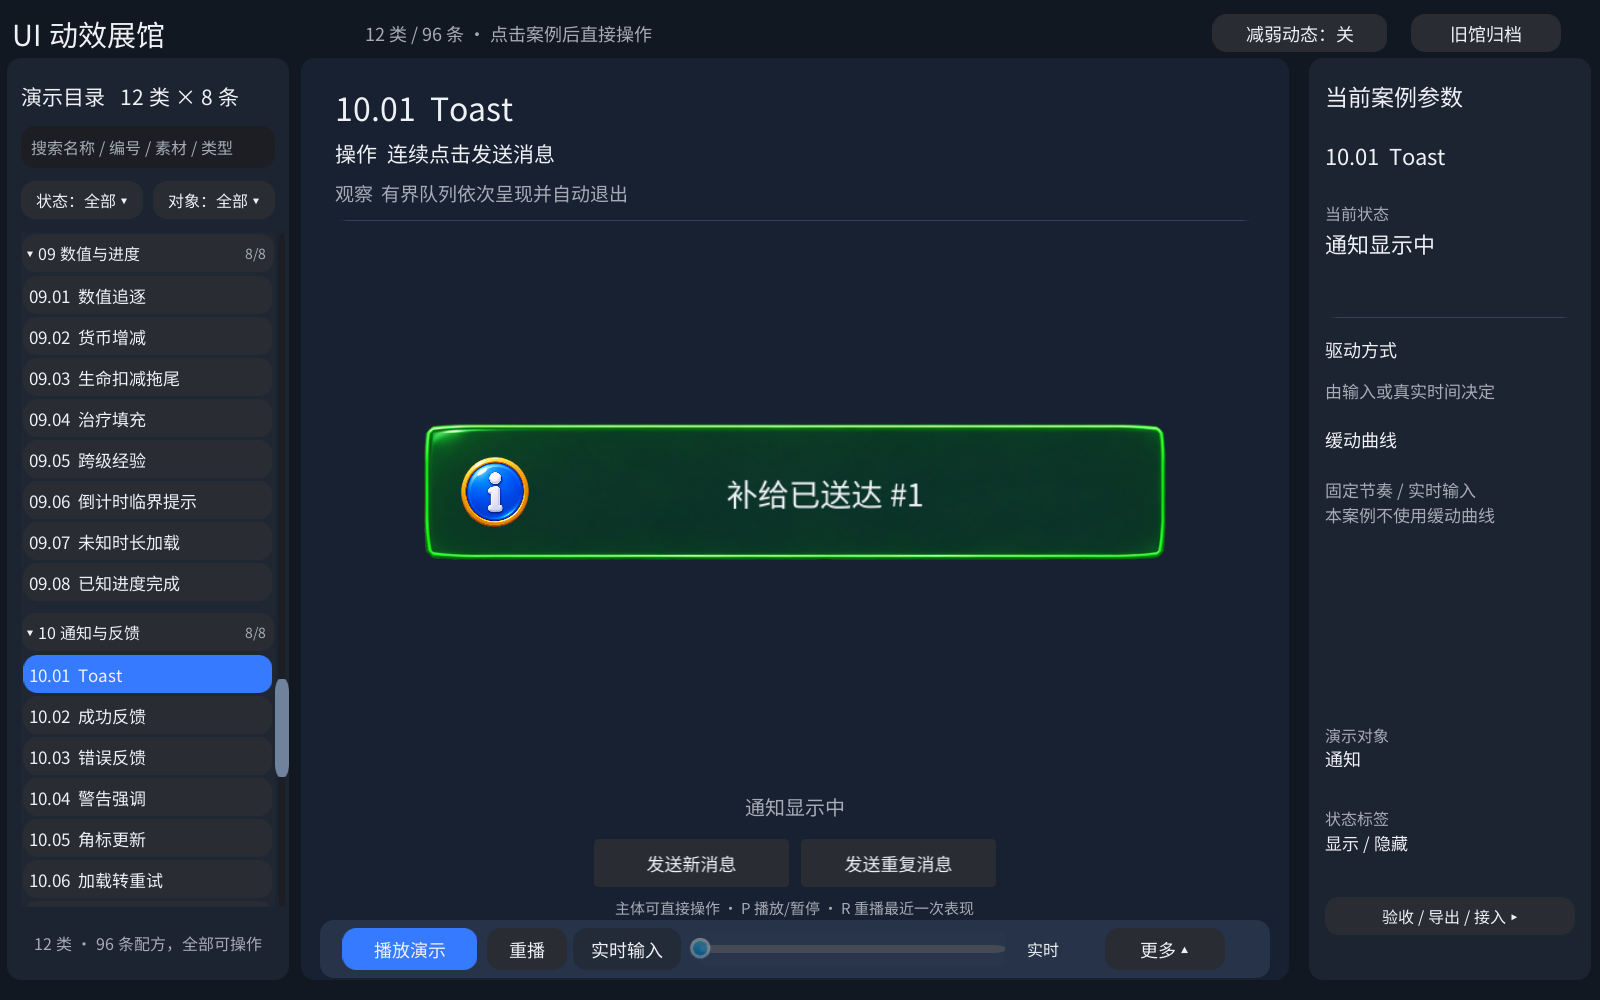 UI 动效展馆
12 类 / 96 条 · 点击案例后直接操作
减弱动态：关
旧馆归档
演示目录 12 类 × 8 条
搜索名称 / 编号 / 素材 / 类型
状态：全部 ▾
对象：全部 ▾
▾ 09 数值与进度 8/8
09.01 数值追逐
09.02 货币增减
09.03 生命扣减拖尾
09.04 治疗填充
09.05 跨级经验
09.06 倒计时临界提示
09.07 未知时长加载
09.08 已知进度完成
▾ 10 通知与反馈 8/8
10.01 Toast
10.02 成功反馈
10.03 错误反馈
10.04 警告强调
10.05 角标更新
10.06 加载转重试
12 类 · 96 条配方，全部可操作
10.01 Toast
操作 连续点击发送消息
观察 有界队列依次呈现并自动退出
补给已送达 #1
通知显示中
发送新消息
发送重复消息
主体可直接操作 · P 播放/暂停 · R 重播最近一次表现
播放演示
重播
实时输入
实时
更多 ▴
当前案例参数
10.01 Toast
当前状态
通知显示中
驱动方式
由输入或真实时间决定
缓动曲线
固定节奏 / 实时输入
本案例不使用缓动曲线
演示对象
通知
状态标签
显示 / 隐藏
验收 / 导出 / 接入 ▸